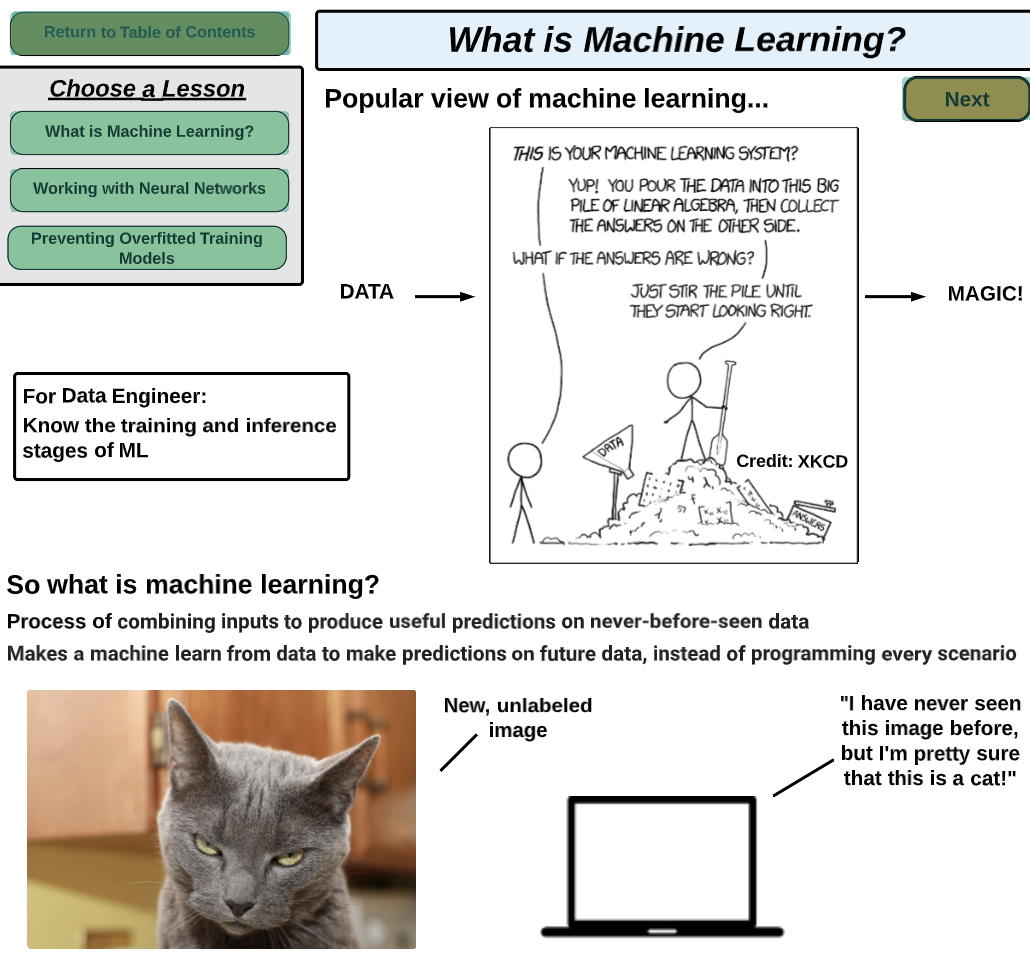 Return to Table of Contents
What is Machine Learning?
Choose a Lesson
What is Machine Learning?
Working with Neural Networks
Preventing Overfitted Training
Models
Popular view of machine learning...
Next
THIS IS YOUR MACHINE LEARNING SYSTEM?
YUP! YOU POUR THE DATA INTO THIS BIG
PILE OF LINEAR ALGEBRA, THEN COLLECT
THE ANSWERS ON THE OTHER SIDE.
WHAT IF THE ANSWERS ARE WRONG?
JUST STIR THE PILE UNTIL
THEY START LOOKING RIGHT.
DATA
MAGIC!
DATA
Credit: XKCD
ANSWERS
For Data Engineer:
Know the training and inference
stages of ML
So what is machine learning?
Process of combining inputs to produce useful predictions on never-before-seen data
Makes a machine learn from data to make predictions on future data, instead of programming every scenario
New, unlabeled
image
"I have never seen
this image before,
but I'm pretty sure
that this is a cat!"